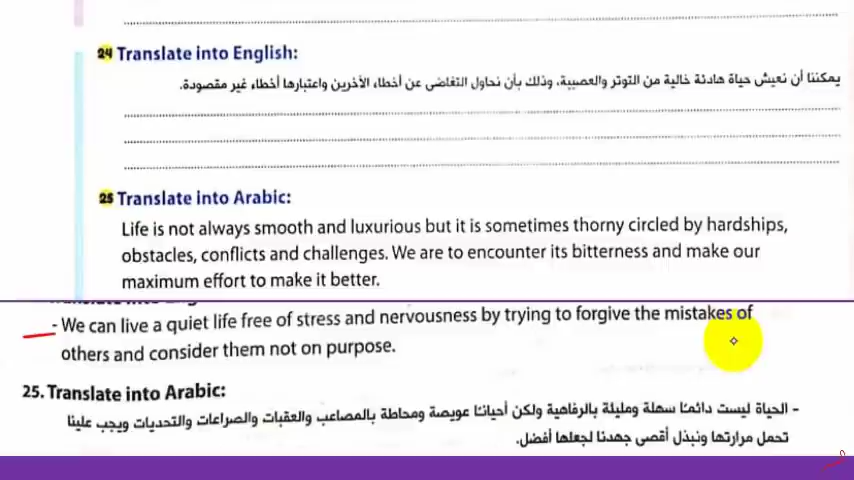 24 Translate into English:
يمكننا أن نعيش حياة هادئة خالية من التوتر والعصبية، وذلك بأن نحاول التغاضى عن أخطاء الآخرين واعتبارها أخطاء غير مقصودة.
25 Translate into Arabic:
Life is not always smooth and luxurious but it is sometimes thorny circled by hardships,
obstacles, conflicts and challenges. We are to encounter its bitterness and make our
maximum effort to make it better.
- We can live a quiet life free of stress and nervousness by trying to forgive the mistakes of
others and consider them not on purpose.
25. Translate into Arabic:
- الحياة ليست دائمًا سهلة ومليئة بالرفاهية ولكن أحيانًا عويصة ومحاطة بالمصاعب والعقبات والصراعات والتحديات ويجب علينا
تحمل مرارتها ونبذل أقصى جهدنا لجعلها أفضل.